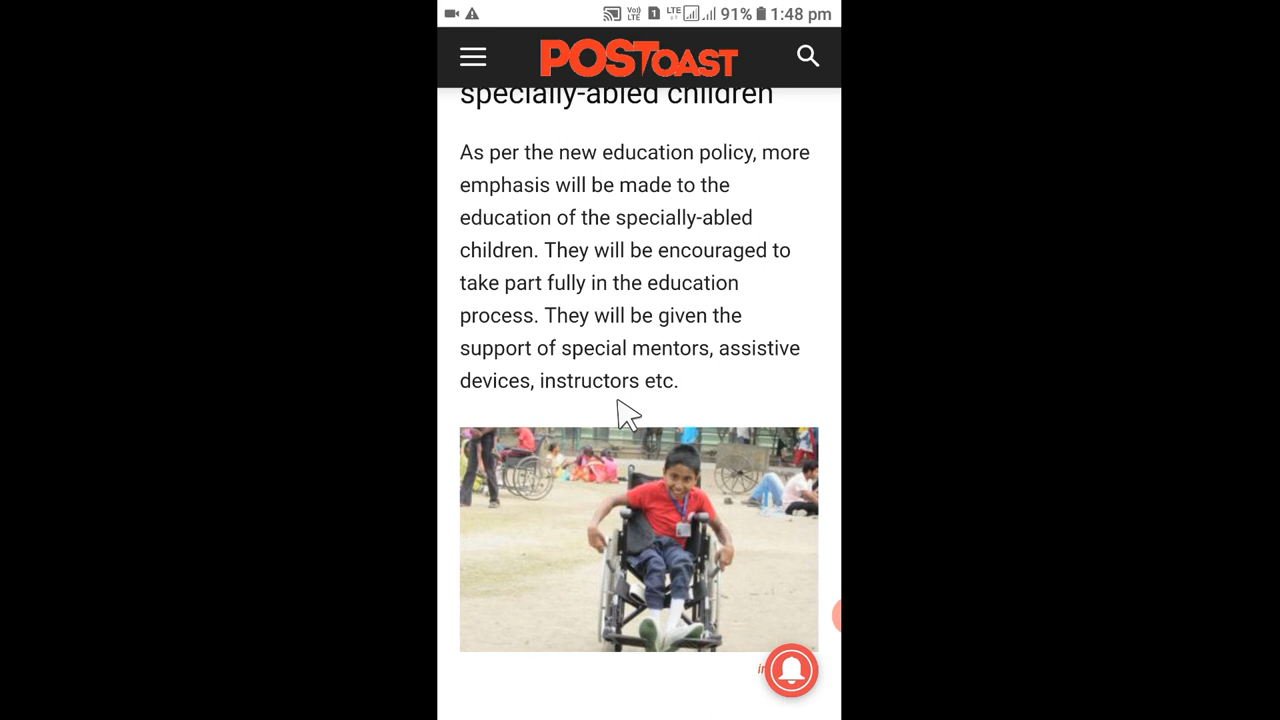 91% 1:48 pm
POSTOAST
specially-abled children
As per the new education policy, more
emphasis will be made to the
education of the specially-abled
children. They will be encouraged to
take part fully in the education
process. They will be given the
support of special mentors, assistive
devices, instructors etc.